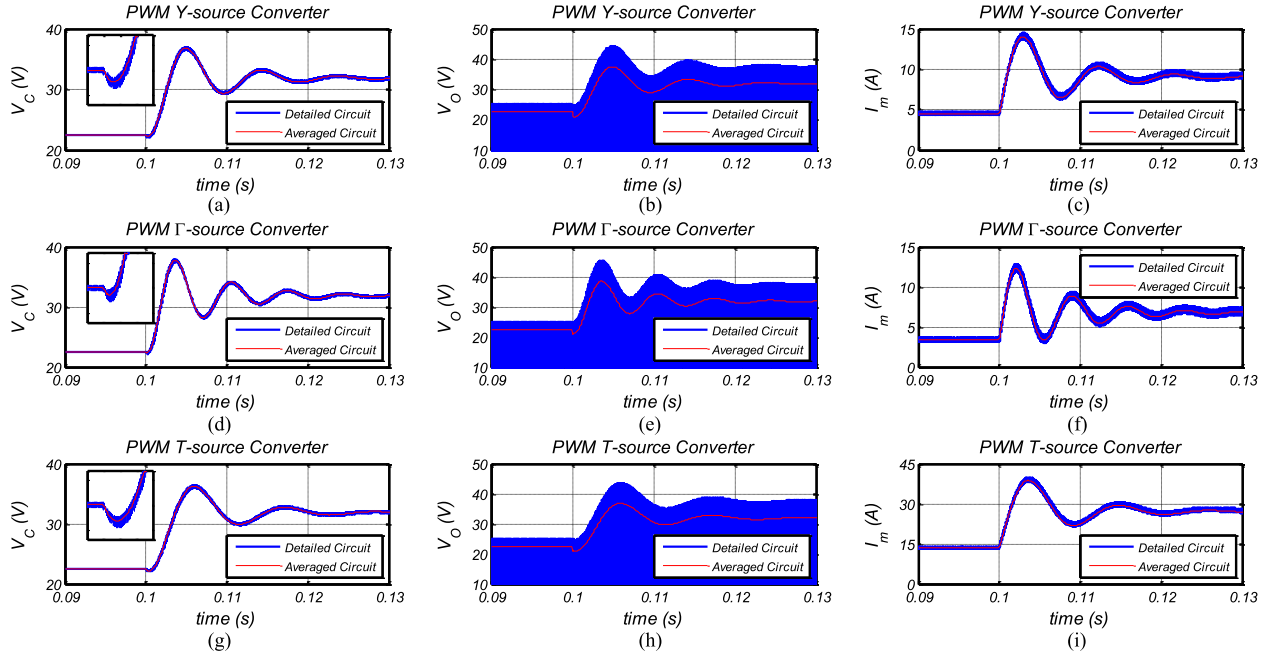 PWM Y-source Converter
40
30
20
V_C (V)
Detailed Circuit
Averaged Circuit
0.09 0.1 0.11 0.12 0.13
time (s)
(a)
PWM Y-source Converter
50
40
30
20
10
V_O (V)
Detailed Circuit
Averaged Circuit
0.09 0.1 0.11 0.12 0.13
time (s)
(b)
PWM Y-source Converter
15
10
5
0
I_m (A)
Detailed Circuit
Averaged Circuit
0.09 0.1 0.11 0.12 0.13
time (s)
(c)
PWM Γ-source Converter
40
30
20
V_C (V)
Detailed Circuit
Averaged Circuit
0.09 0.1 0.11 0.12 0.13
time (s)
(d)
PWM Γ-source Converter
50
40
30
20
10
V_O (V)
Detailed Circuit
Averaged Circuit
0.09 0.1 0.11 0.12 0.13
time (s)
(e)
PWM Γ-source Converter
15
10
5
0
I_m (A)
Detailed Circuit
Averaged Circuit
0.09 0.1 0.11 0.12 0.13
time (s)
(f)
PWM T-source Converter
40
30
20
V_C (V)
Detailed Circuit
Averaged Circuit
0.09 0.1 0.11 0.12 0.13
time (s)
(g)
PWM T-source Converter
50
40
30
20
10
V_O (V)
Detailed Circuit
Averaged Circuit
0.09 0.1 0.11 0.12 0.13
time (s)
(h)
PWM T-source Converter
45
30
15
0
I_m (A)
Detailed Circuit
Averaged Circuit
0.09 0.1 0.11 0.12 0.13
time (s)
(i)